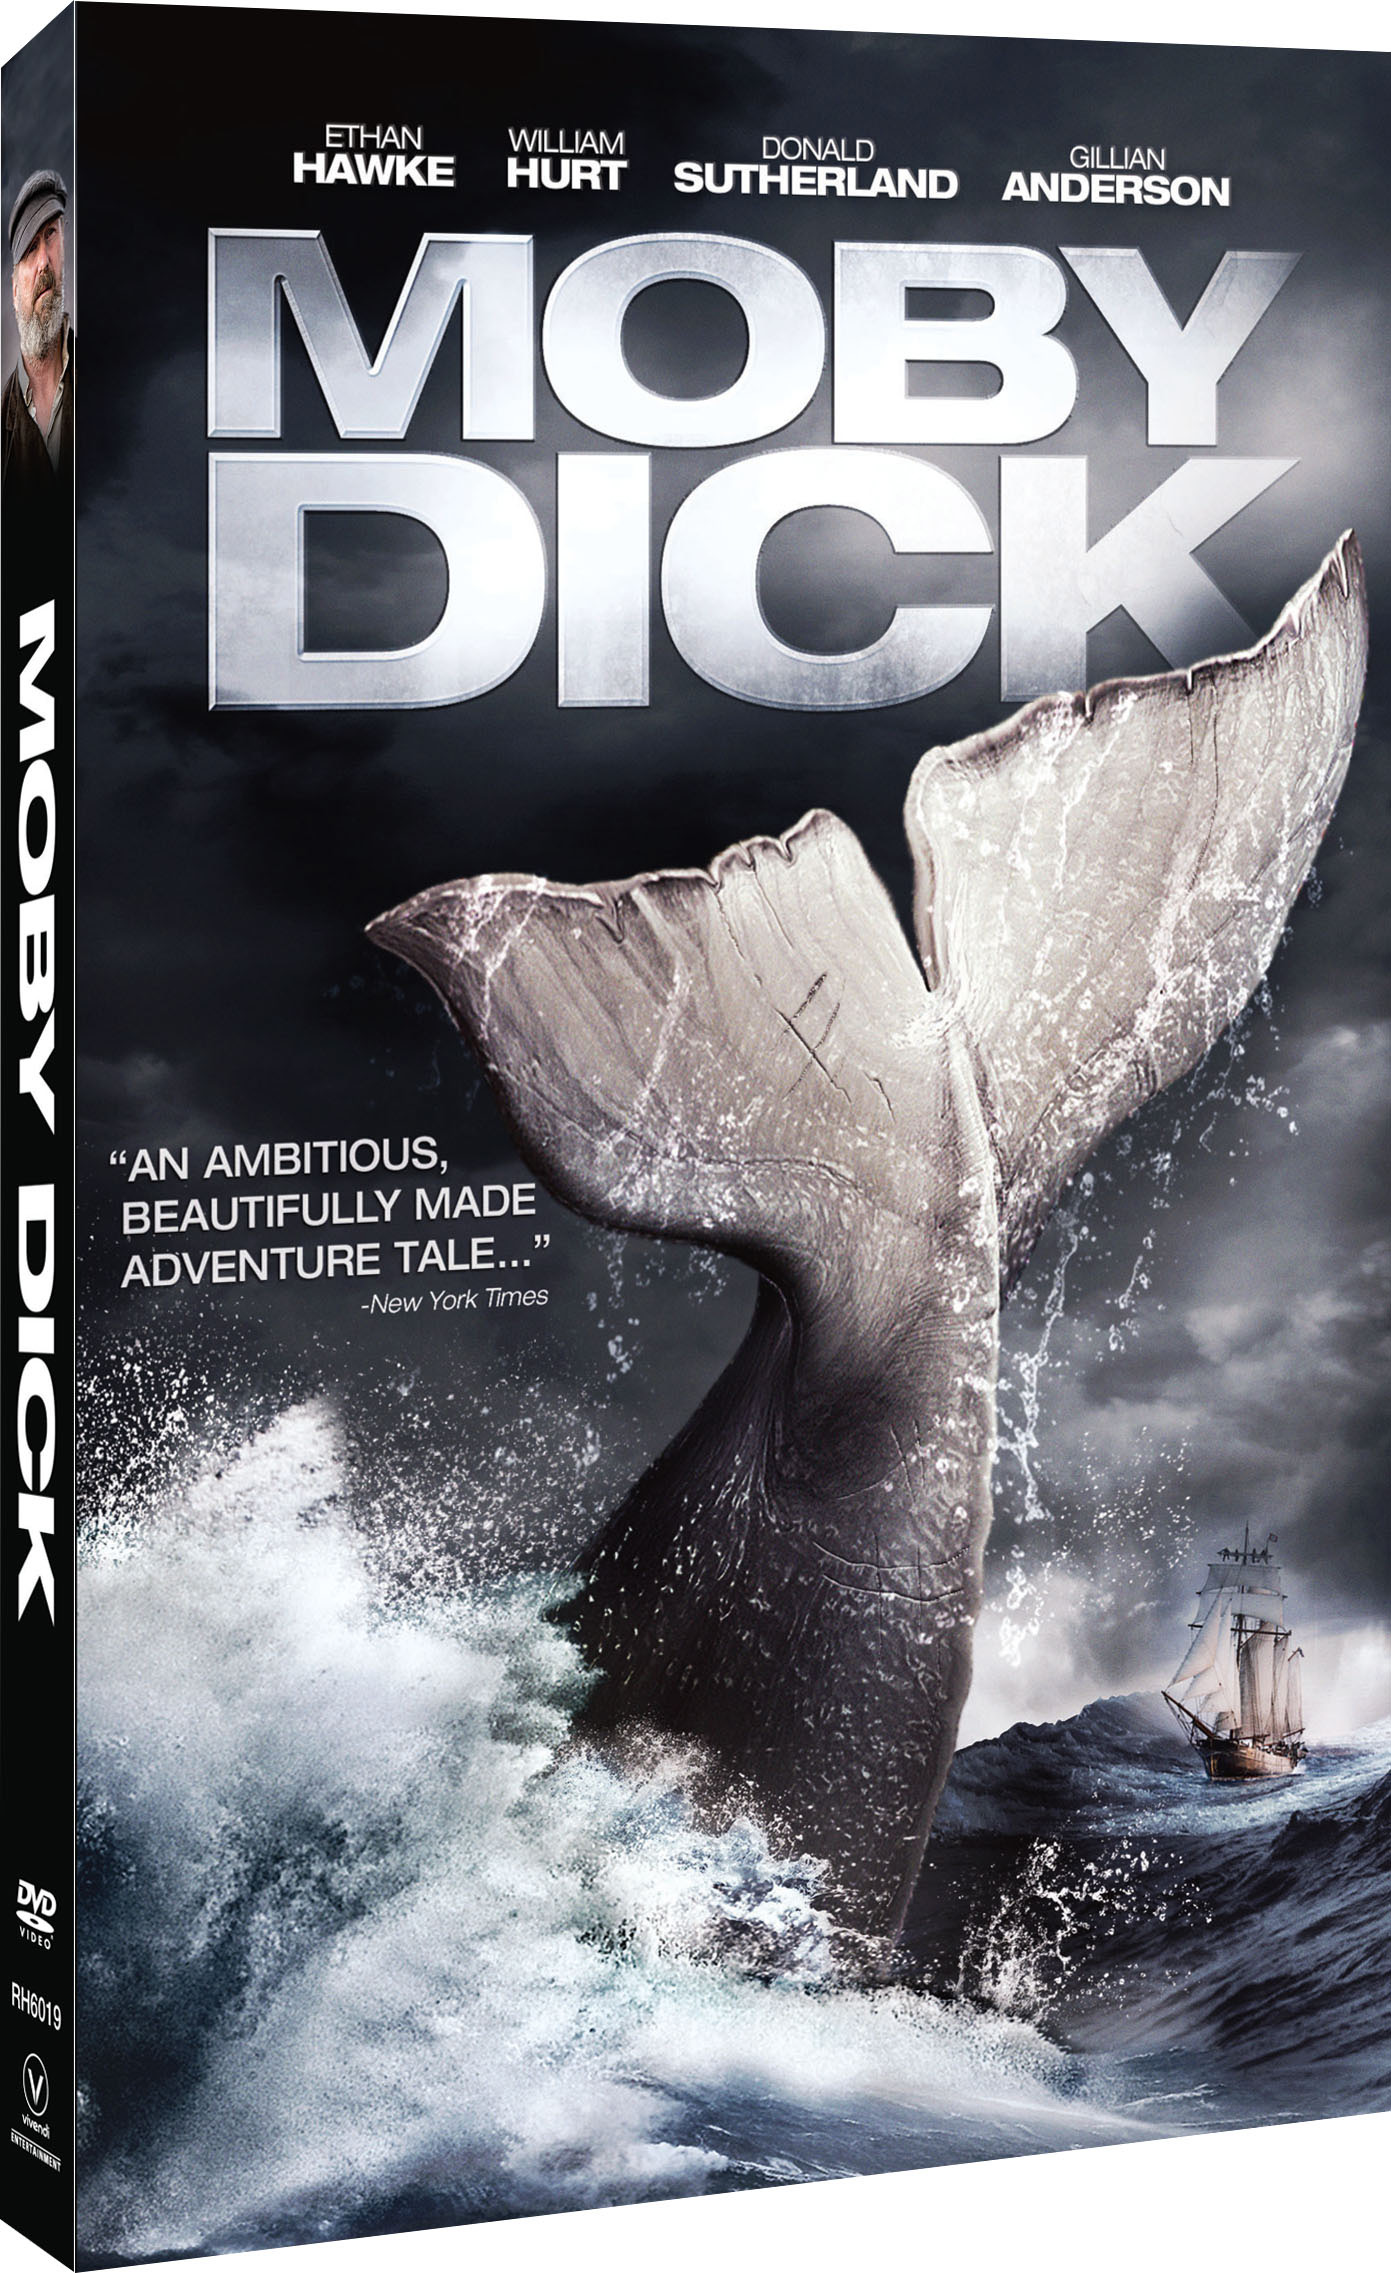 ETHAN
HAWKE
WILLIAM
HURT
DONALD
SUTHERLAND
GILLIAN
ANDERSON
MOBY
DICK
“AN AMBITIOUS,
BEAUTIFULLY MADE
ADVENTURE TALE...”
-New York Times
MOBY DICK
DVD
VIDEO
RH6019
V
vivendi
ENTERTAINMENT